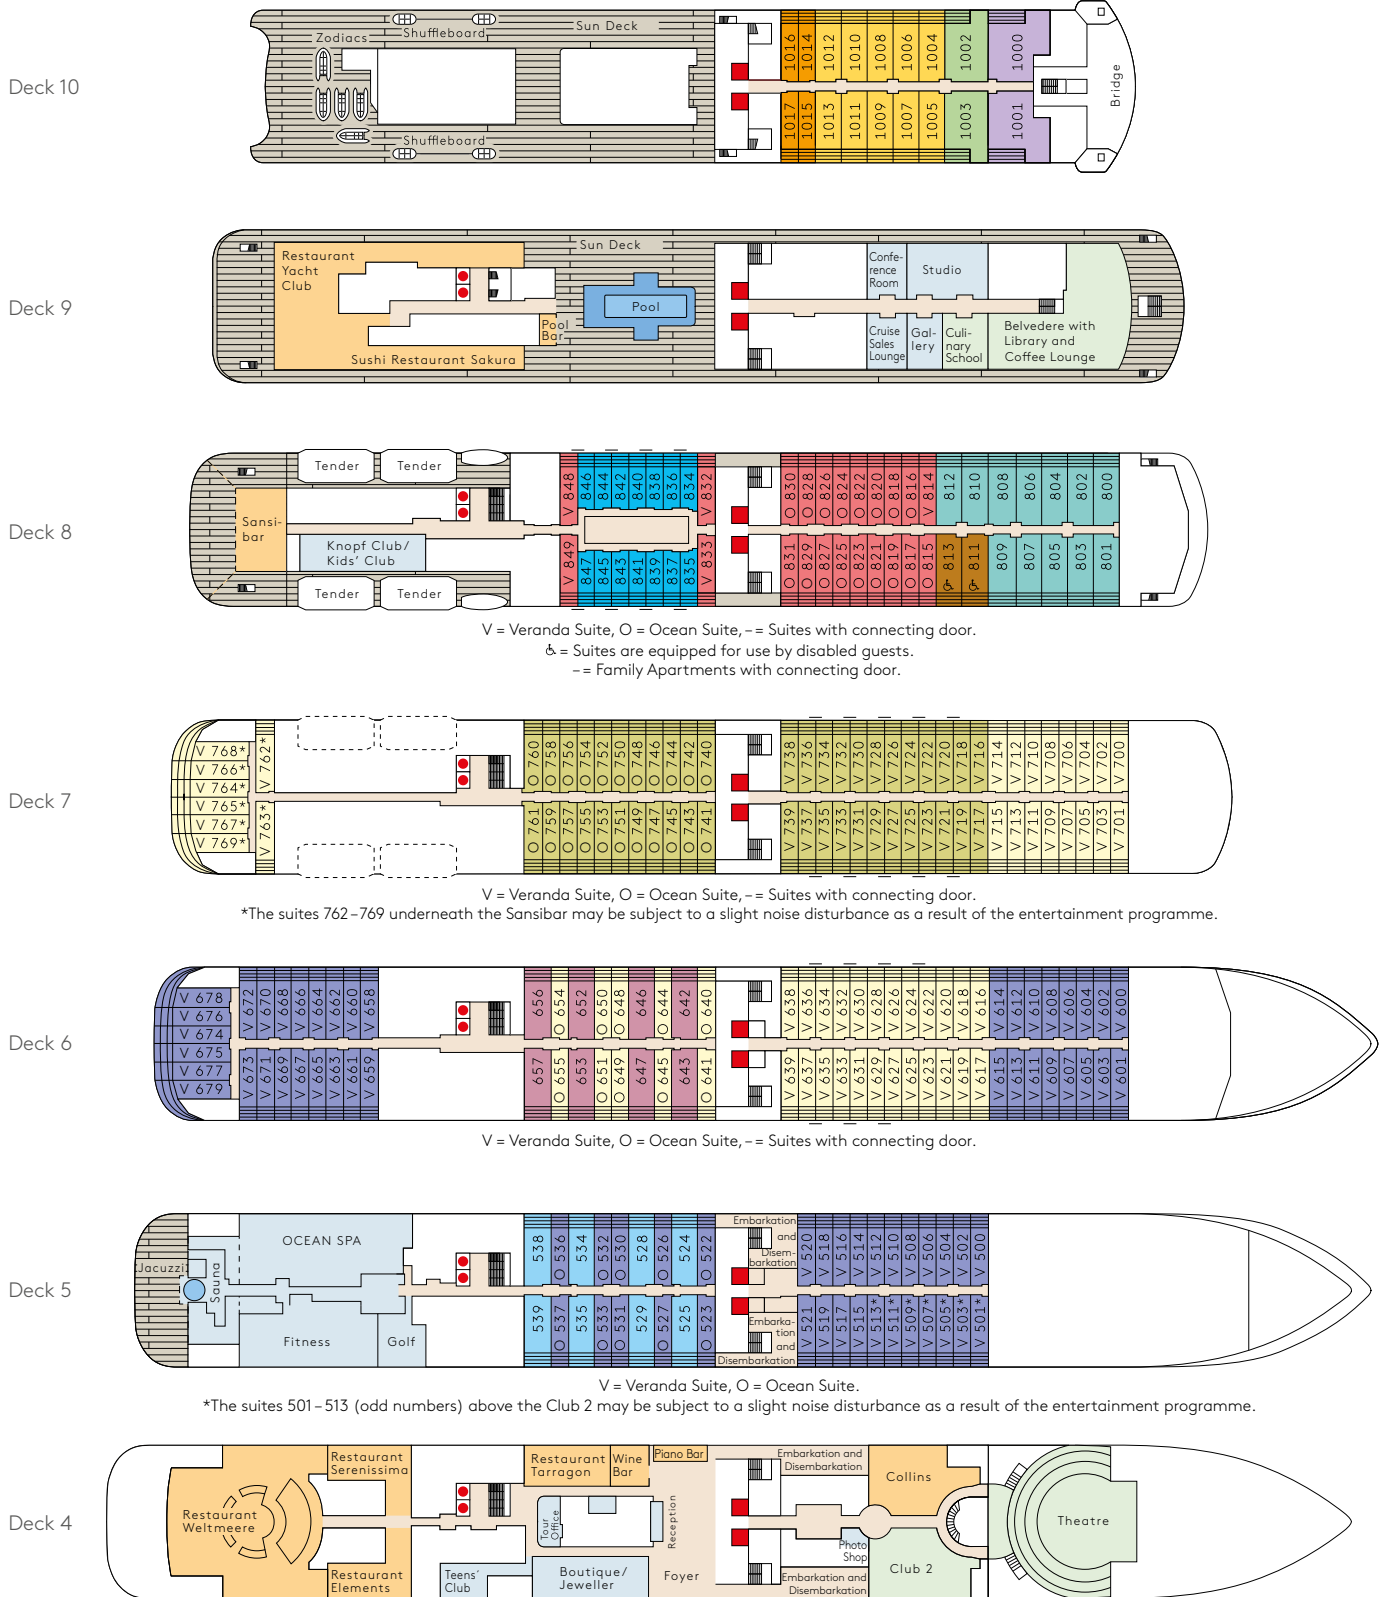 Deck 10
Zodiacs
Shuffleboard
Sun Deck
Shuffleboard
1016
1014
1012
1010
1008
1006
1004
1002
1000
1017
1015
1013
1011
1009
1007
1005
1003
1001
Bridge
Deck 9
Sun Deck
Restaurant
Yacht
Club
Pool
Pool
Bar
Sushi Restaurant Sakura
Confe-
rence
Room
Studio
Cruise
Sales
Lounge
Gal-
lery
Culi-
nary
School
Belvedere with
Library and
Coffee Lounge
Deck 8
Tender
Tender
Sansi-
bar
Knopf Club/
Kids’ Club
Tender
Tender
V 848
846
844
842
840
838
836
834
V 832
O 830
O 828
O 826
O 824
O 822
O 820
O 818
O 816
V 814
812
810
808
806
804
802
800
V 849
847
845
843
841
839
837
835
V 833
O 831
O 829
O 827
O 825
O 823
O 821
O 819
O 817
O 815
813
811
809
807
805
803
801
V = Veranda Suite, O = Ocean Suite, – = Suites with connecting door.
♿ = Suites are equipped for use by disabled guests.
– = Family Apartments with connecting door.
Deck 7
V 768*
V 766*
V 764*
V 765*
V 767*
V 769*
V 762*
V 763*
O 760
O 758
O 756
O 754
O 752
O 750
O 748
O 746
O 744
O 742
O 740
V 738
V 736
V 734
V 732
V 730
V 728
V 726
V 724
V 722
V 720
V 718
V 716
V 714
V 712
V 710
V 708
V 706
V 704
V 702
V 700
O 761
O 759
O 757
O 755
O 753
O 751
O 749
O 747
O 745
O 743
O 741
V 739
V 737
V 735
V 733
V 731
V 729
V 727
V 725
V 723
V 721
V 719
V 717
V 715
V 713
V 711
V 709
V 707
V 705
V 703
V 701
V = Veranda Suite, O = Ocean Suite, – = Suites with connecting door.
*The suites 762 – 769 underneath the Sansibar may be subject to a slight noise disturbance as a result of the entertainment programme.
Deck 6
V 678
V 676
V 674
V 675
V 677
V 679
V 672
V 670
V 668
V 666
V 664
V 662
V 660
V 658
656
O 654
652
O 650
O 648
646
O 644
642
O 640
V 638
V 636
V 634
V 632
V 630
V 628
V 626
V 624
V 622
V 620
V 618
V 616
V 614
V 612
V 610
V 608
V 606
V 604
V 602
V 600
V 673
V 671
V 669
V 667
V 665
V 663
V 661
V 659
657
O 655
653
O 651
O 649
647
O 645
643
O 641
V 639
V 637
V 635
V 633
V 631
V 629
V 627
V 625
V 623
V 621
V 619
V 617
V 615
V 613
V 611
V 609
V 607
V 605
V 603
V 601
V = Veranda Suite, O = Ocean Suite, – = Suites with connecting door.
Deck 5
Jacuzzi
Sauna
OCEAN SPA
Fitness
Golf
538
O 536
534
O 532
O 530
528
O 526
524
O 522
539
O 537
535
O 533
O 531
529
O 527
525
O 523
Embarkation
and
Disem-
barkation
Embarka-
tion
and
Disembarkation
V 520
V 518
V 516
V 514
V 512
V 510
V 508
V 506
V 504
V 502
V 500
V 521
V 519
V 517
V 515
V 513*
V 511*
V 509*
V 507*
V 505*
V 503*
V 501*
V = Veranda Suite, O = Ocean Suite.
*The suites 501 – 513 (odd numbers) above the Club 2 may be subject to a slight noise disturbance as a result of the entertainment programme.
Deck 4
Restaurant
Weltmeere
Restaurant
Serenissima
Restaurant
Elements
Restaurant
Tarragon
Wine
Bar
Piano Bar
Tour
Office
Reception
Teens’
Club
Boutique/
Jeweller
Foyer
Embarkation and
Disembarkation
Photo
Shop
Embarkation and
Disembarkation
Collins
Club 2
Theatre